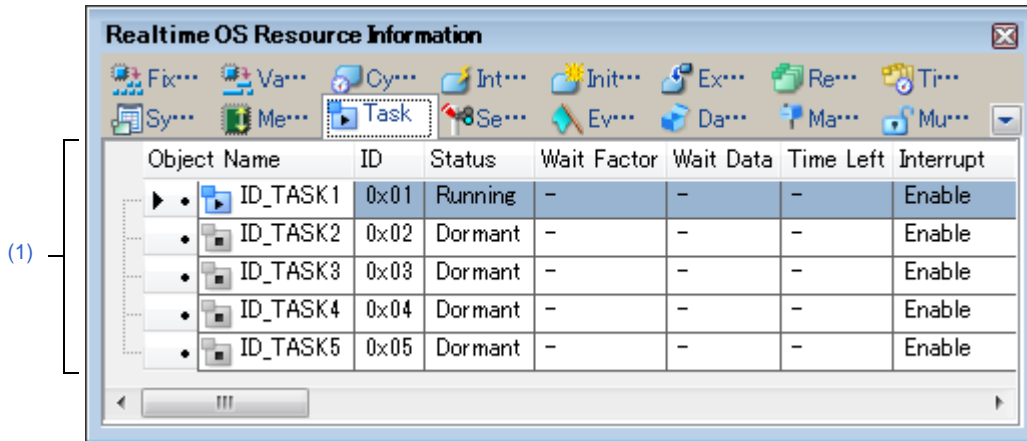 Realtime OS Resource Information
Fix··· Va··· Cy··· Int··· Init··· Ex··· Re··· Ti···
Sy··· Me··· Task Se··· Ev··· Da··· Ma··· Mu···
Object Name ID Status Wait Factor Wait Data Time Left Interrupt
ID_TASK1 0x01 Running - - - Enable
ID_TASK2 0x02 Dormant - - - Enable
(1)
ID_TASK3 0x03 Dormant - - - Enable
ID_TASK4 0x04 Dormant - - - Enable
ID_TASK5 0x05 Dormant - - - Enable